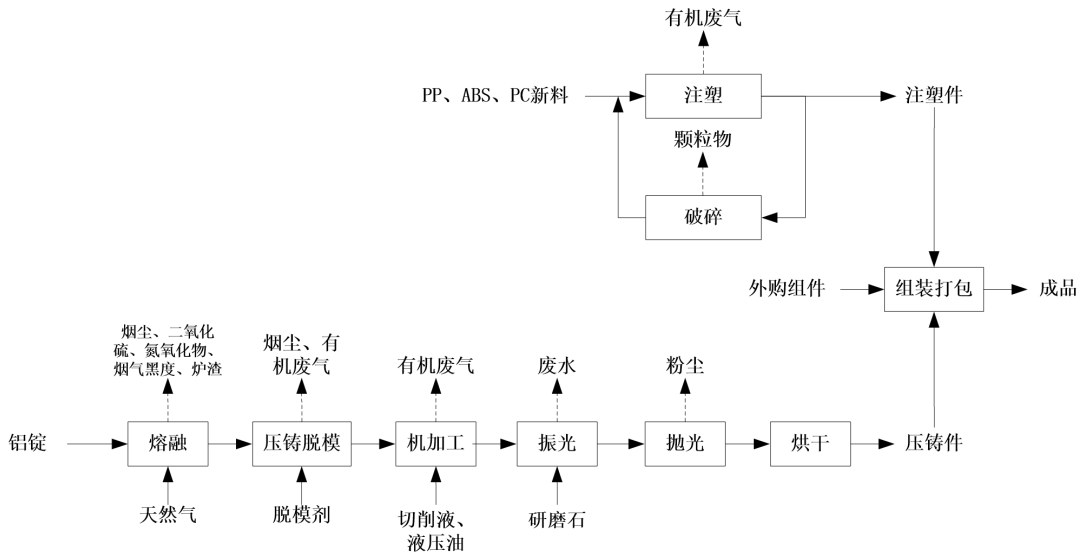 有机废气
PP、ABS、PC新料
注塑
注塑件
颗粒物
破碎
外购组件
组装打包
成品
烟尘、二氧化
硫、氮氧化物、
烟气黑度、炉渣
烟尘、有
机废气
有机废气
废水
粉尘
铝锭
熔融
压铸脱模
机加工
振光
抛光
烘干
压铸件
天然气
脱模剂
切削液、
液压油
研磨石